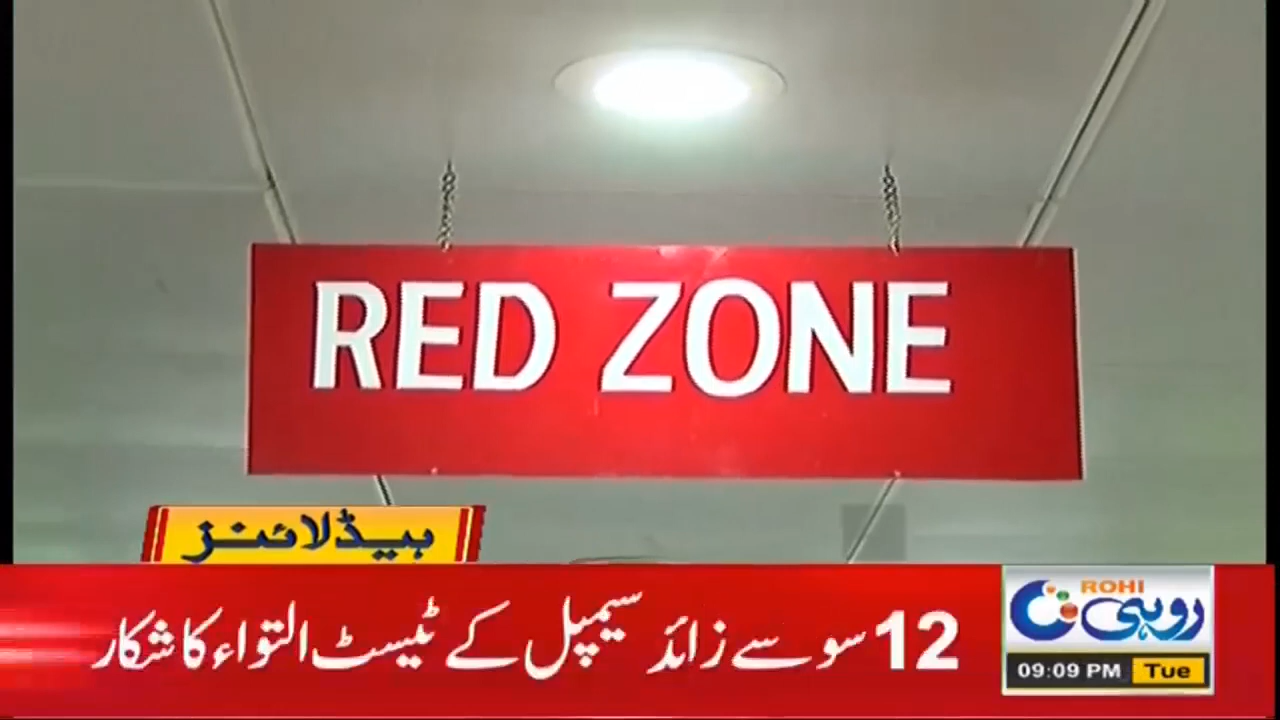 RED ZONE
ہیڈلائنز
12 سو سے زائد سیمپل کے ٹیسٹ التواء کا شکار
ROHI
روہی
09:09 PM Tue